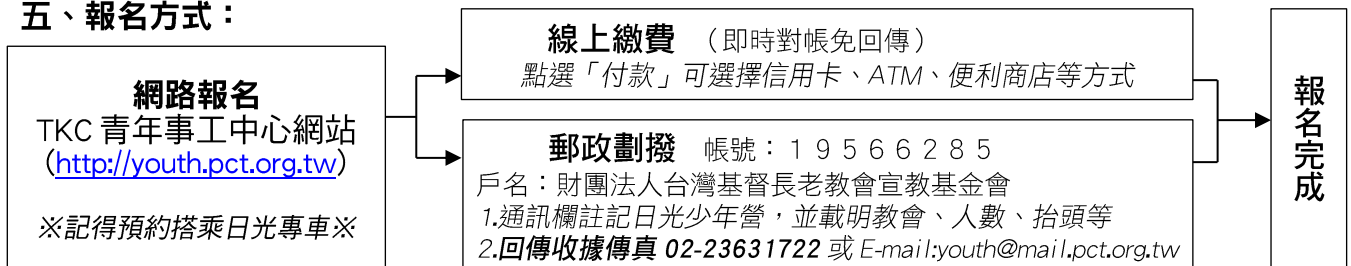 五、報名方式：
網路報名
TKC 青年事工中心網站
(http://youth.pct.org.tw)
※記得預約搭乘日光專車※
線上繳費 （即時對帳免回傳）
點選「付款」可選擇信用卡、ATM、便利商店等方式
郵政劃撥 帳號：１９５６６２８５
戶名：財團法人台灣基督長老教會宣教基金會
1.通訊欄註記日光少年營，並載明教會、人數、抬頭等
2.回傳收據傳真 02-23631722 或 E-mail:youth@mail.pct.org.tw
報名完成